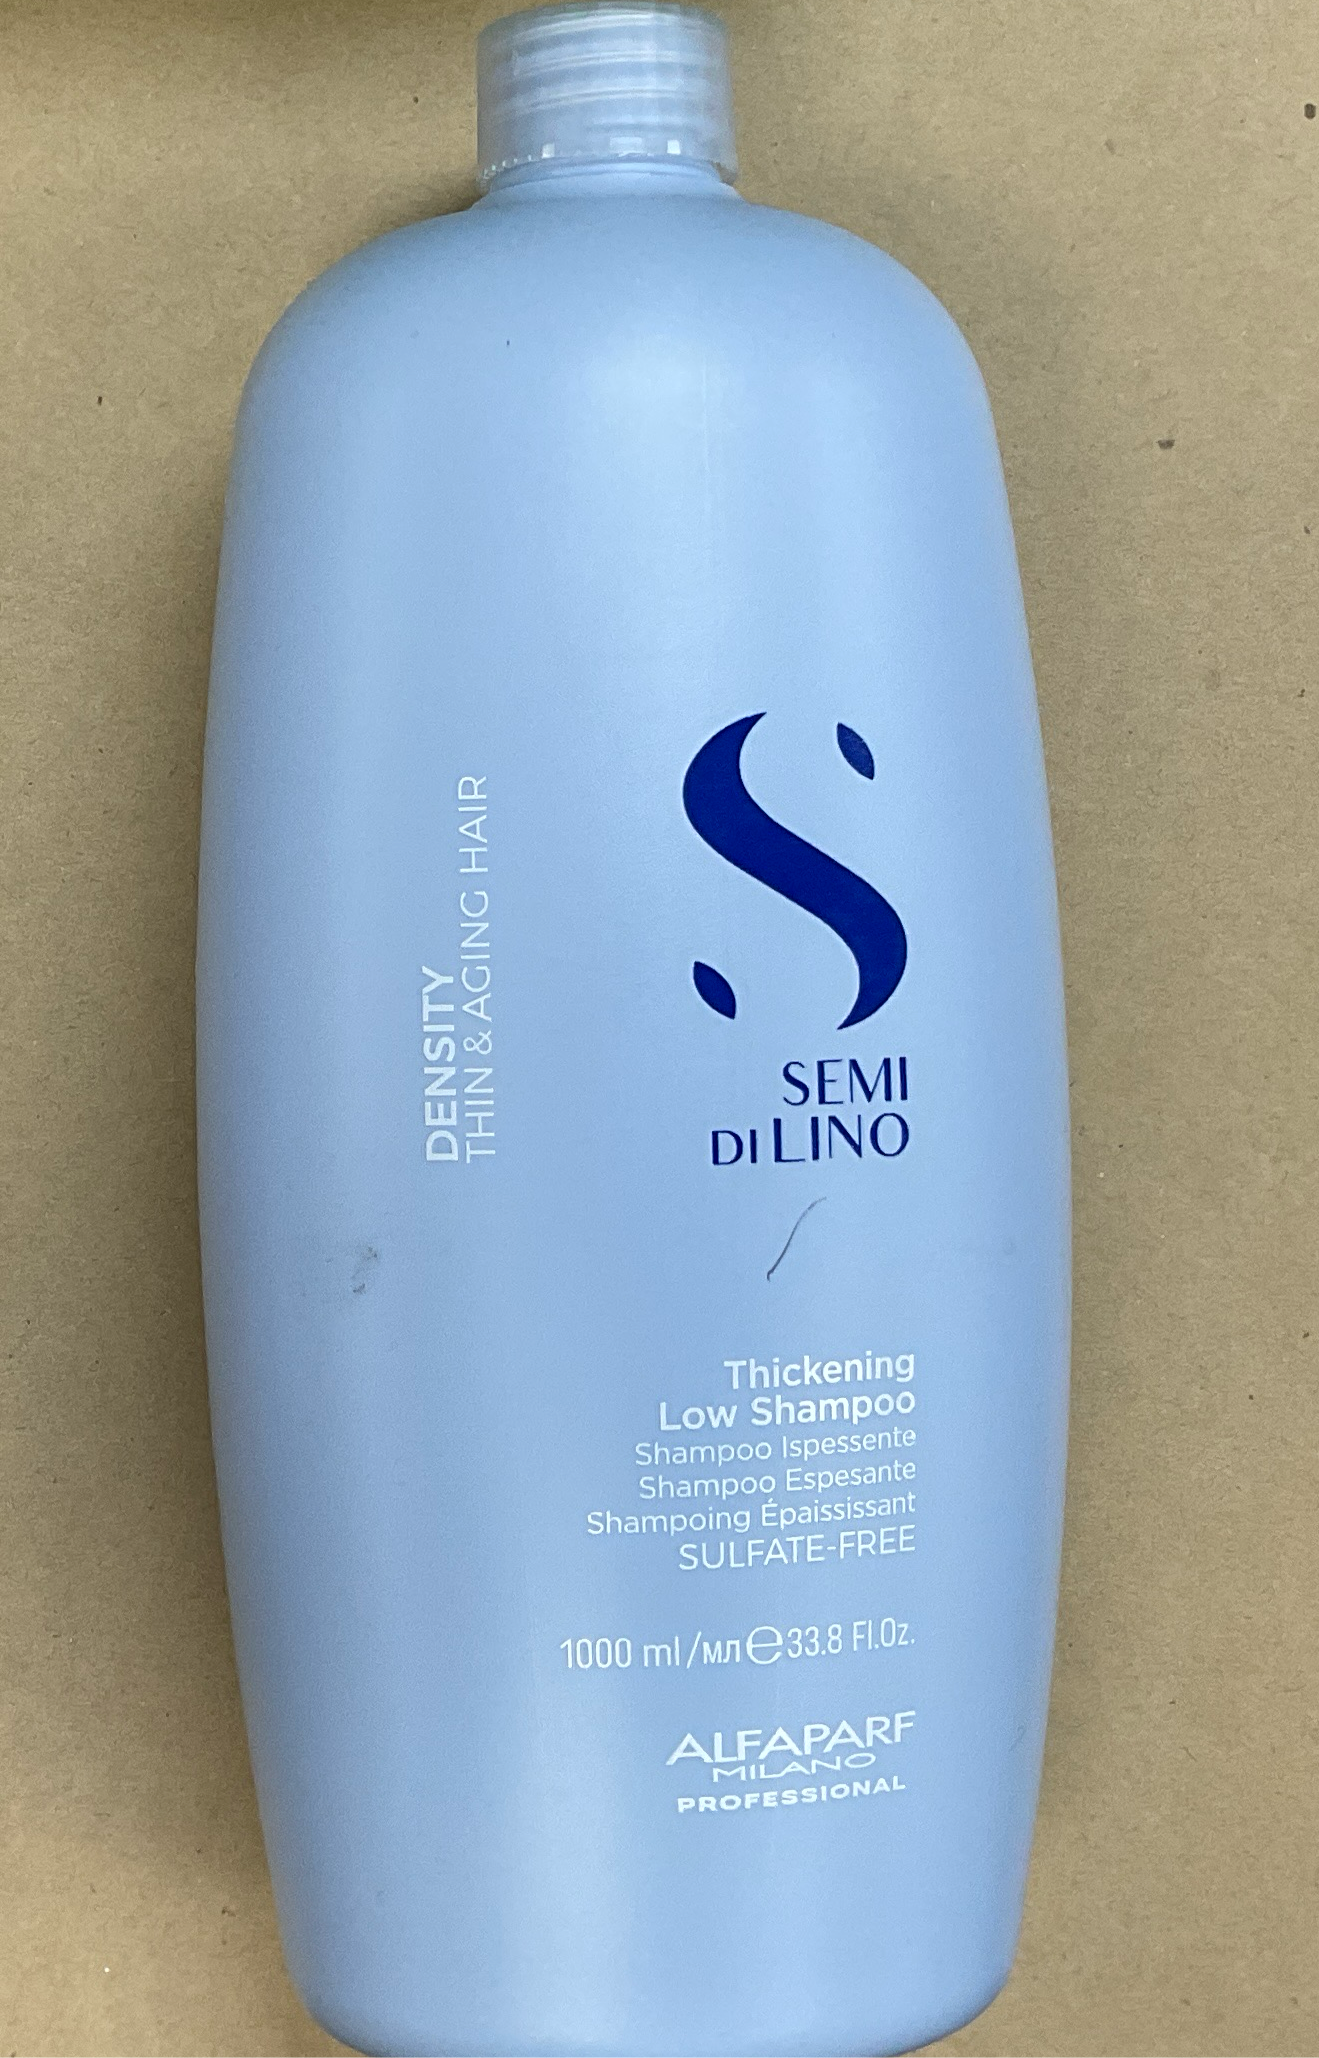 DENSITY
THIN & AGING HAIR
SEMI
DI LINO
Thickening
Low Shampoo
Shampoo Ispessente
Shampoo Espesante
Shampoing Épaississant
SULFATE-FREE
1000 ml/мл ℮ 33.8 Fl.Oz.
ALFAPARF
MILANO
PROFESSIONAL